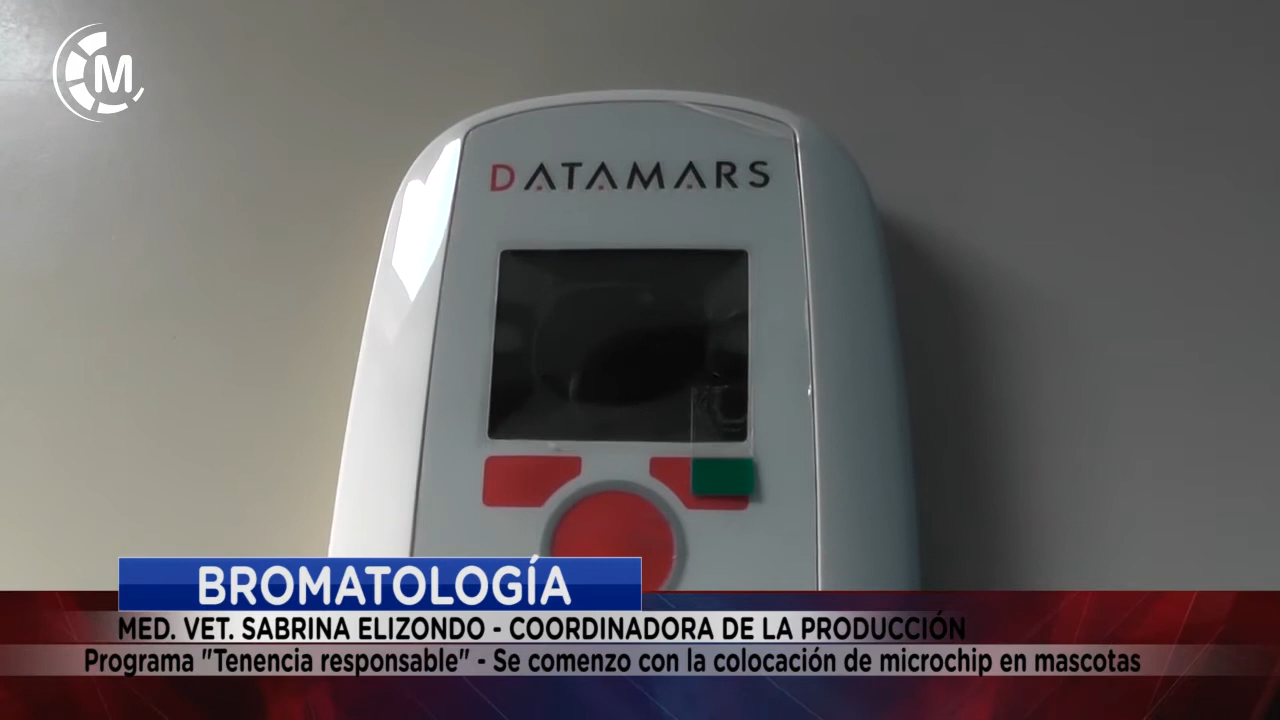 M
DATAMARS
BROMATOLOGÍA
MED. VET. SABRINA ELIZONDO - COORDINADORA DE LA PRODUCCIÓN
Programa "Tenencia responsable" - Se comenzo con la colocación de microchip en mascotas